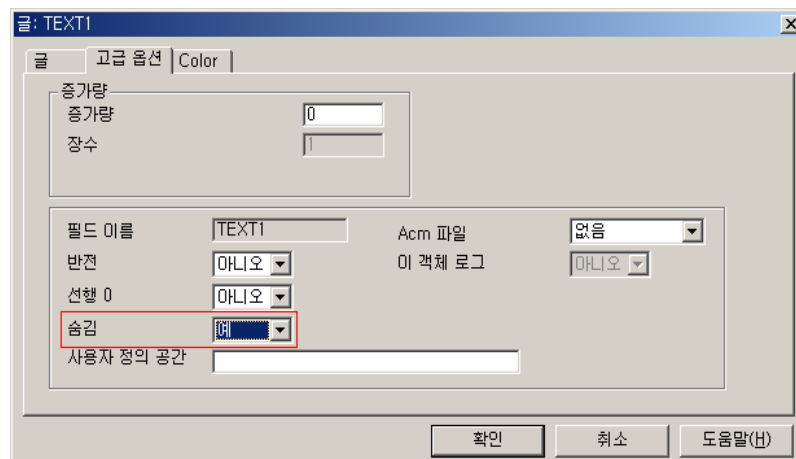 글: TEXT1
글 고급 옵션 Color
증가량
증가량 0
장수 1
필드 이름 TEXT1 Acm 파일 없음
반전 아니오 이 객체 로그 아니오
선행 0 아니오
숨김 예
사용자 정의 공간
확인 취소 도움말(H)